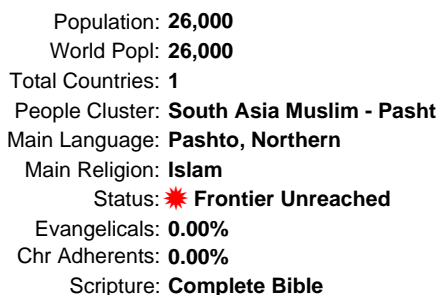 Population: 26,000
World Popl: 26,000
Total Countries: 1
People Cluster: South Asia Muslim - Pasht
Main Language: Pashto, Northern
Main Religion: Islam
Status: Frontier Unreached
Evangelicals: 0.00%
Chr Adherents: 0.00%
Scripture: Complete Bible